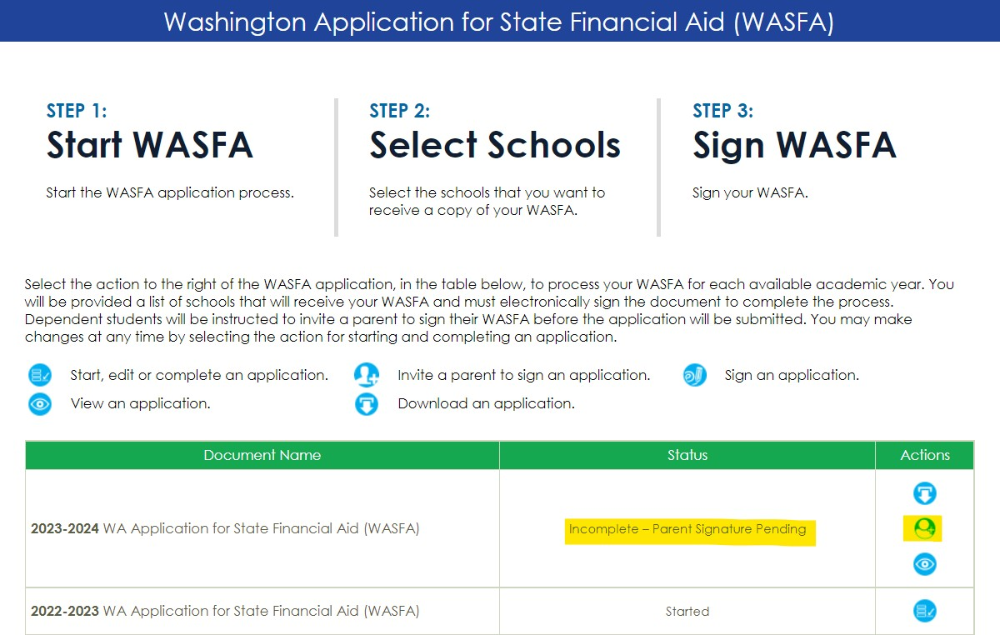 Washington Application for State Financial Aid (WASFA)
STEP 1:
Start WASFA
Start the WASFA application process.
STEP 2:
Select Schools
Select the schools that you want to
receive a copy of your WASFA.
STEP 3:
Sign WASFA
Sign your WASFA.
Select the action to the right of the WASFA application, in the table below, to process your WASFA for each available academic year. You
will be provided a list of schools that will receive your WASFA and must electronically sign the document to complete the process.
Dependent students will be instructed to invite a parent to sign their WASFA before the application will be submitted. You may make
changes at any time by selecting the action for starting and completing an application.
Start, edit or complete an application.
Invite a parent to sign an application.
Sign an application.
View an application.
Download an application.
Document Name
Status
Actions
2023-2024 WA Application for State Financial Aid (WASFA)
Incomplete – Parent Signature Pending
2022-2023 WA Application for State Financial Aid (WASFA)
Started